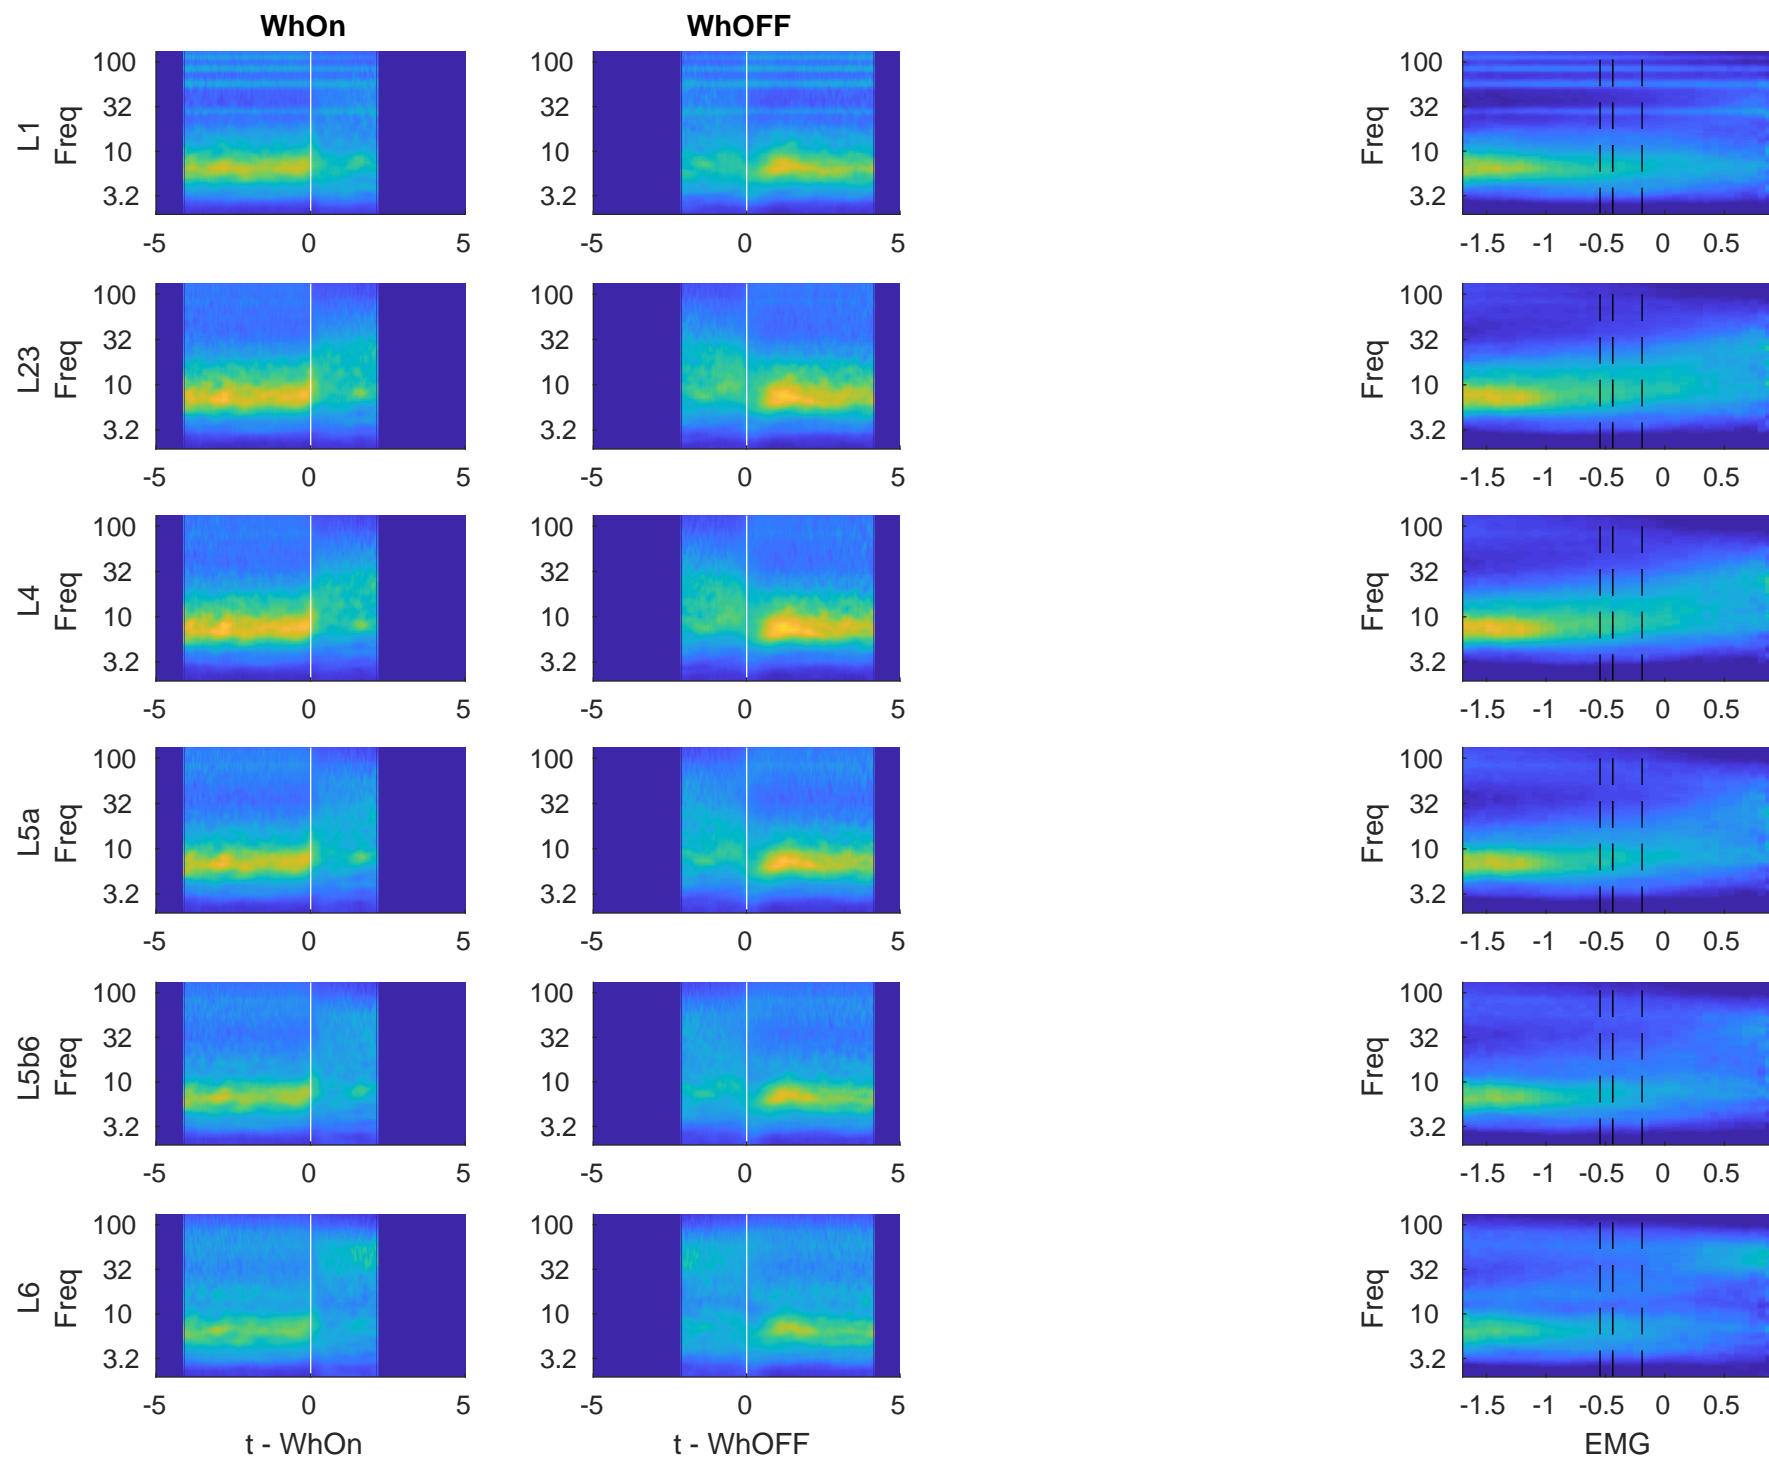 WhOn WhOFF
L1 Freq 100 32 10 3.2 100 32 10 3.2 Freq 100 32 10 3.2
-5 0 5 -5 0 5 -1.5 -1 -0.5 0 0.5
L23 Freq 100 32 10 3.2 100 32 10 3.2 Freq 100 32 10 3.2
-5 0 5 -5 0 5 -1.5 -1 -0.5 0 0.5
L4 Freq 100 32 10 3.2 100 32 10 3.2 Freq 100 32 10 3.2
-5 0 5 -5 0 5 -1.5 -1 -0.5 0 0.5
L5a Freq 100 32 10 3.2 100 32 10 3.2 Freq 100 32 10 3.2
-5 0 5 -5 0 5 -1.5 -1 -0.5 0 0.5
L5b6 Freq 100 32 10 3.2 100 32 10 3.2 Freq 100 32 10 3.2
-5 0 5 -5 0 5 -1.5 -1 -0.5 0 0.5
L6 Freq 100 32 10 3.2 100 32 10 3.2 Freq 100 32 10 3.2
-5 0 5 -5 0 5 -1.5 -1 -0.5 0 0.5
t - WhOn t - WhOFF EMG